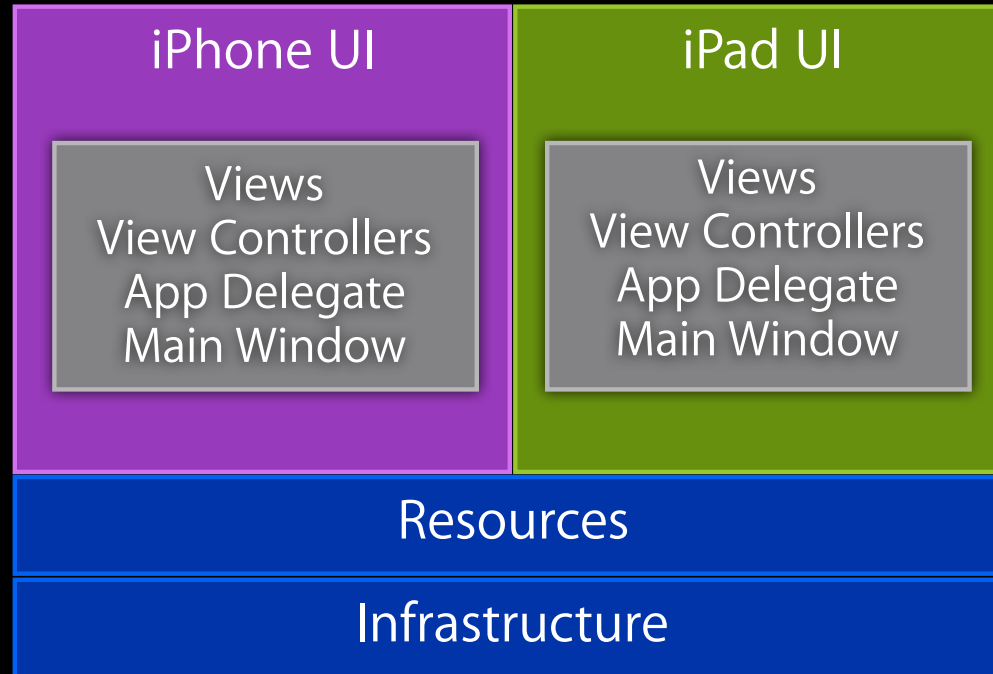 iPhone UI
Views
View Controllers
App Delegate
Main Window
iPad UI
Views
View Controllers
App Delegate
Main Window
Resources
Infrastructure